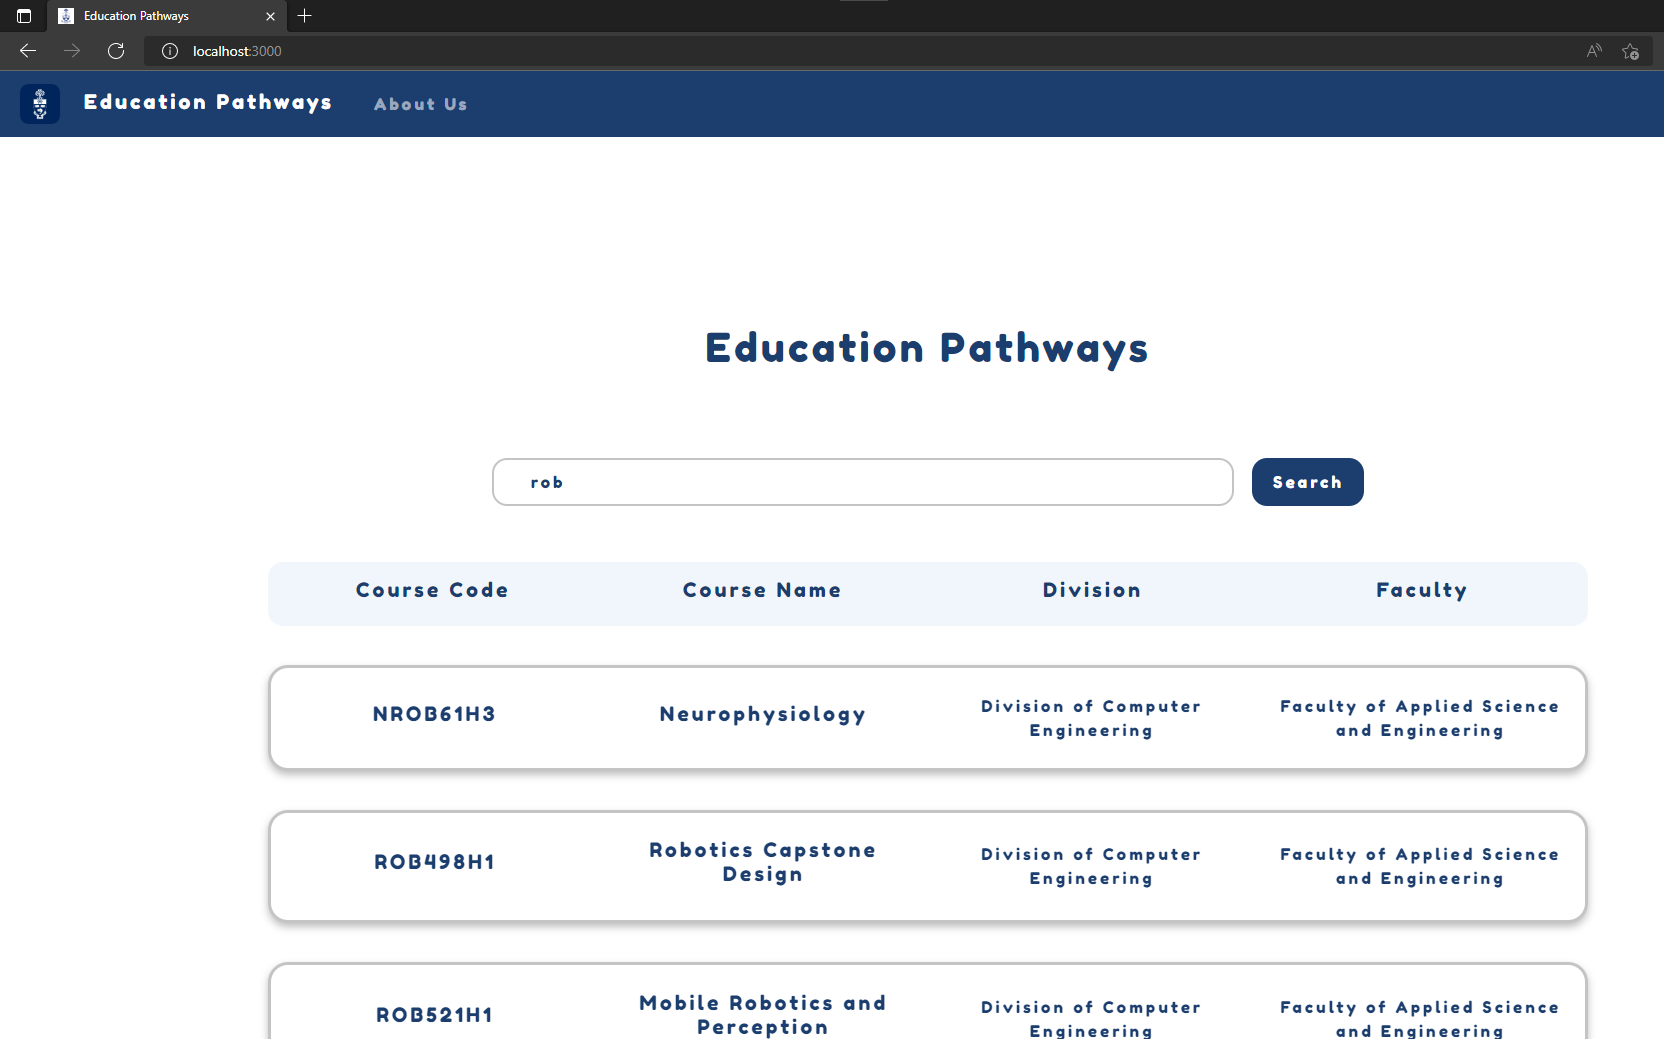 Education Pathways
localhost:3000
Education Pathways
About Us
Education Pathways
rob
Search
Course Code Course Name Division Faculty
NROB61H3
Neurophysiology
Division of Computer
Engineering
Faculty of Applied Science
and Engineering
ROB498H1
Robotics Capstone
Design
Division of Computer
Engineering
Faculty of Applied Science
and Engineering
ROB521H1
Mobile Robotics and
Perception
Division of Computer
Engineering
Faculty of Applied Science
and Engineering